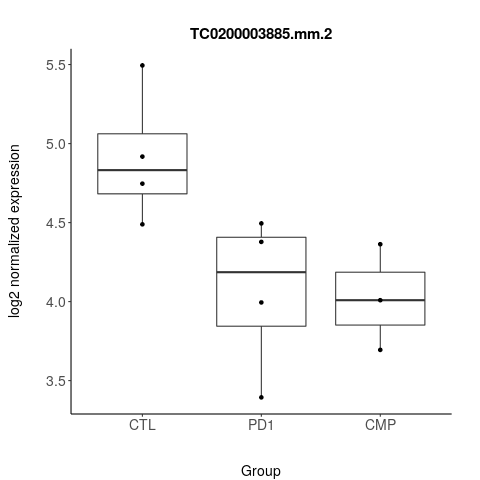 TC0200003885.mm.2
log2 normalized expression
5.5
5.0
4.5
4.0
3.5
CTL PD1 CMP
Group